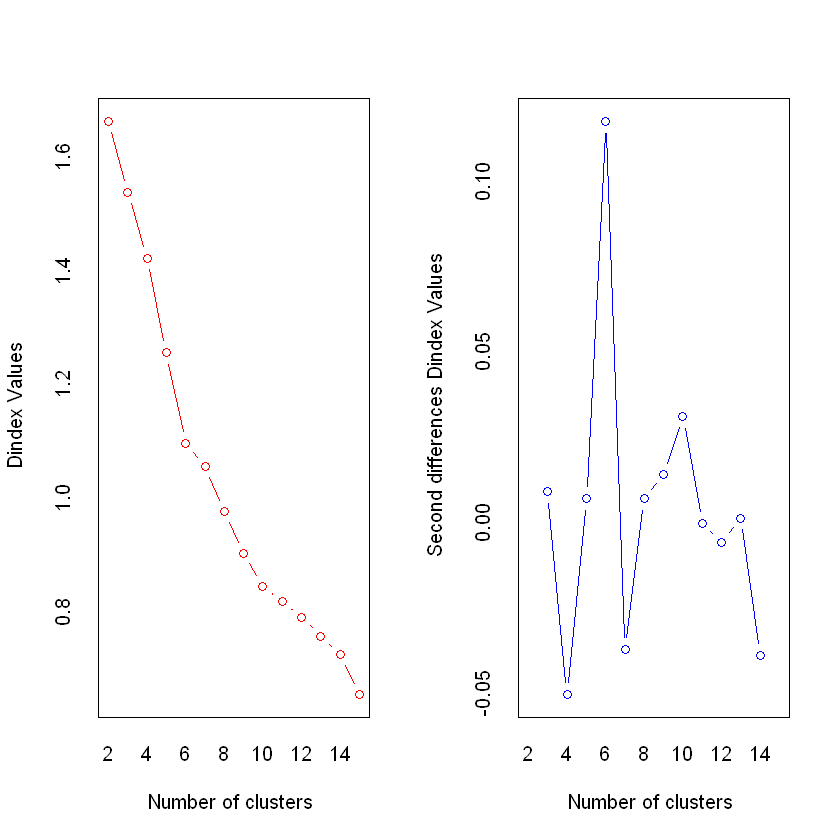 Dindex Values
1.6
1.4
1.2
1.0
0.8
2 4 6 8 10 12 14
Number of clusters
Second differences Dindex Values
0.10
0.05
0.00
-0.05
2 4 6 8 10 12 14
Number of clusters